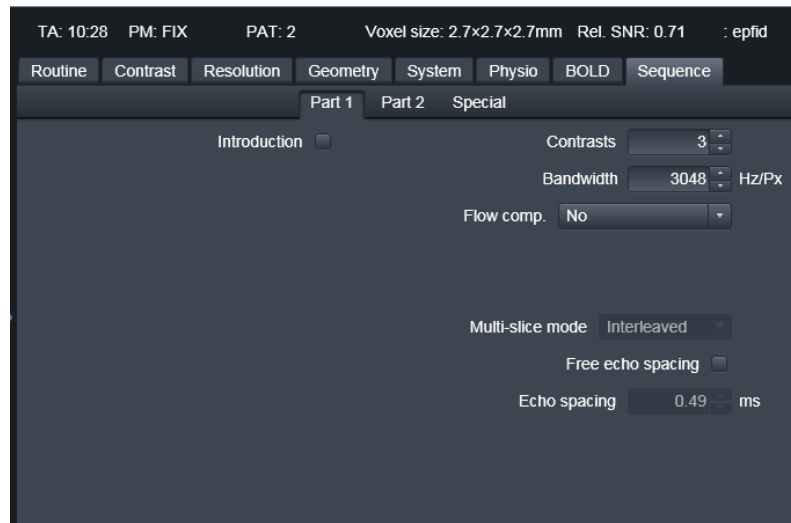 TA: 10:28 PM: FIX PAT: 2 Voxel size: 2.7×2.7×2.7mm Rel. SNR: 0.71 : epfid
Routine Contrast Resolution Geometry System Physio BOLD Sequence
Part 1 Part 2 Special
Introduction Contrasts 3
Bandwidth 3048 Hz/Px
Flow comp. No
Multi-slice mode Interleaved
Free echo spacing
Echo spacing 0.49 ms